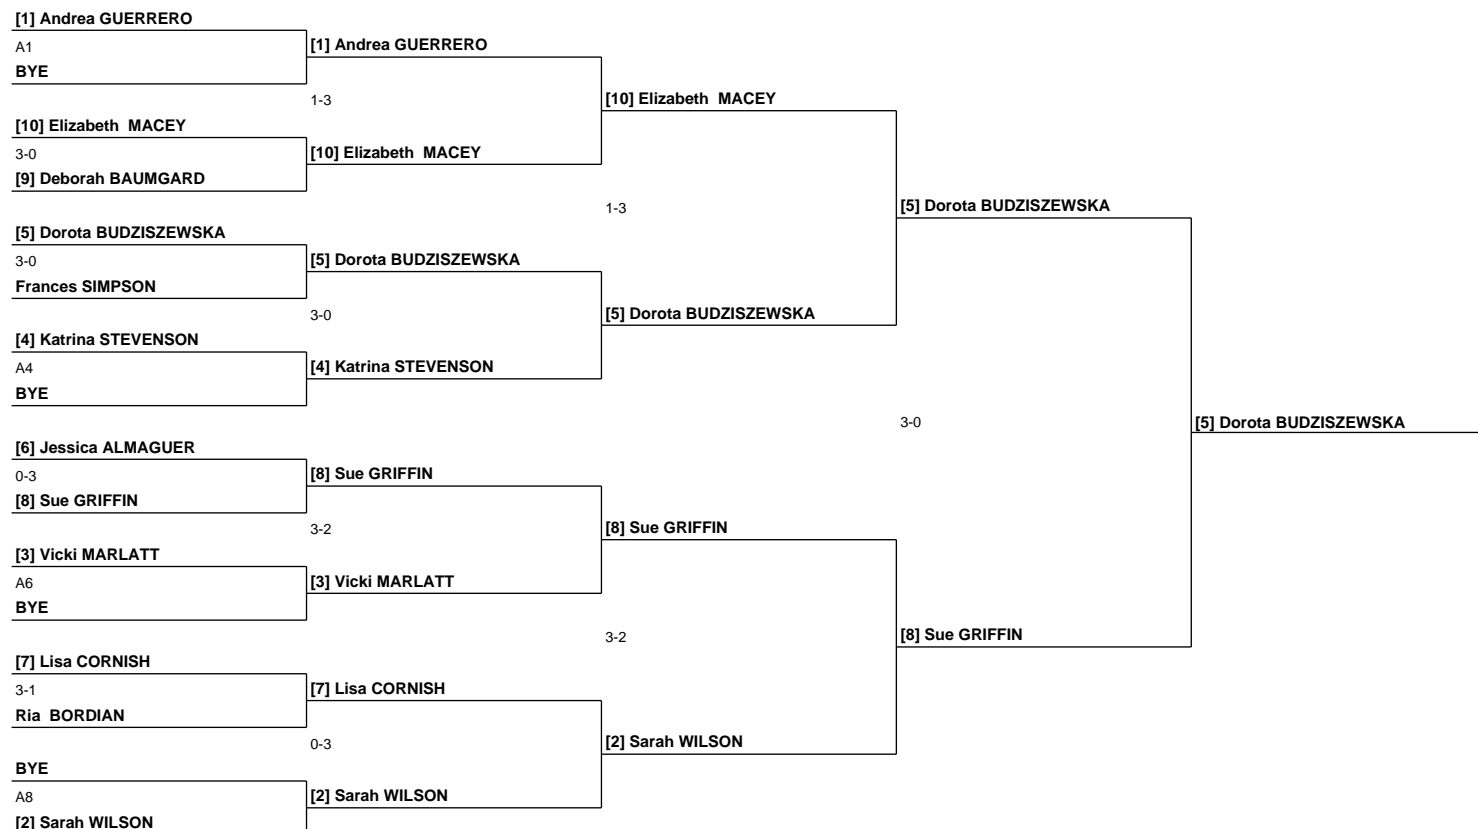 [1] Andrea GUERRERO
A1
BYE
[10] Elizabeth  MACEY
3-0
[9] Deborah BAUMGARD
[5] Dorota BUDZISZEWSKA
3-0
Frances SIMPSON
[4] Katrina STEVENSON
A4
BYE
[6] Jessica ALMAGUER
0-3
[8] Sue GRIFFIN
[3] Vicki MARLATT
A6
BYE
[7] Lisa CORNISH
3-1
Ria  BORDIAN
BYE
A8
[2] Sarah WILSON
[1] Andrea GUERRERO
1-3
[10] Elizabeth  MACEY
[5] Dorota BUDZISZEWSKA
3-0
[4] Katrina STEVENSON
[8] Sue GRIFFIN
3-2
[3] Vicki MARLATT
[7] Lisa CORNISH
0-3
[2] Sarah WILSON
[10] Elizabeth  MACEY
1-3
[5] Dorota BUDZISZEWSKA
[8] Sue GRIFFIN
3-2
[2] Sarah WILSON
[5] Dorota BUDZISZEWSKA
3-0
[8] Sue GRIFFIN
[5] Dorota BUDZISZEWSKA